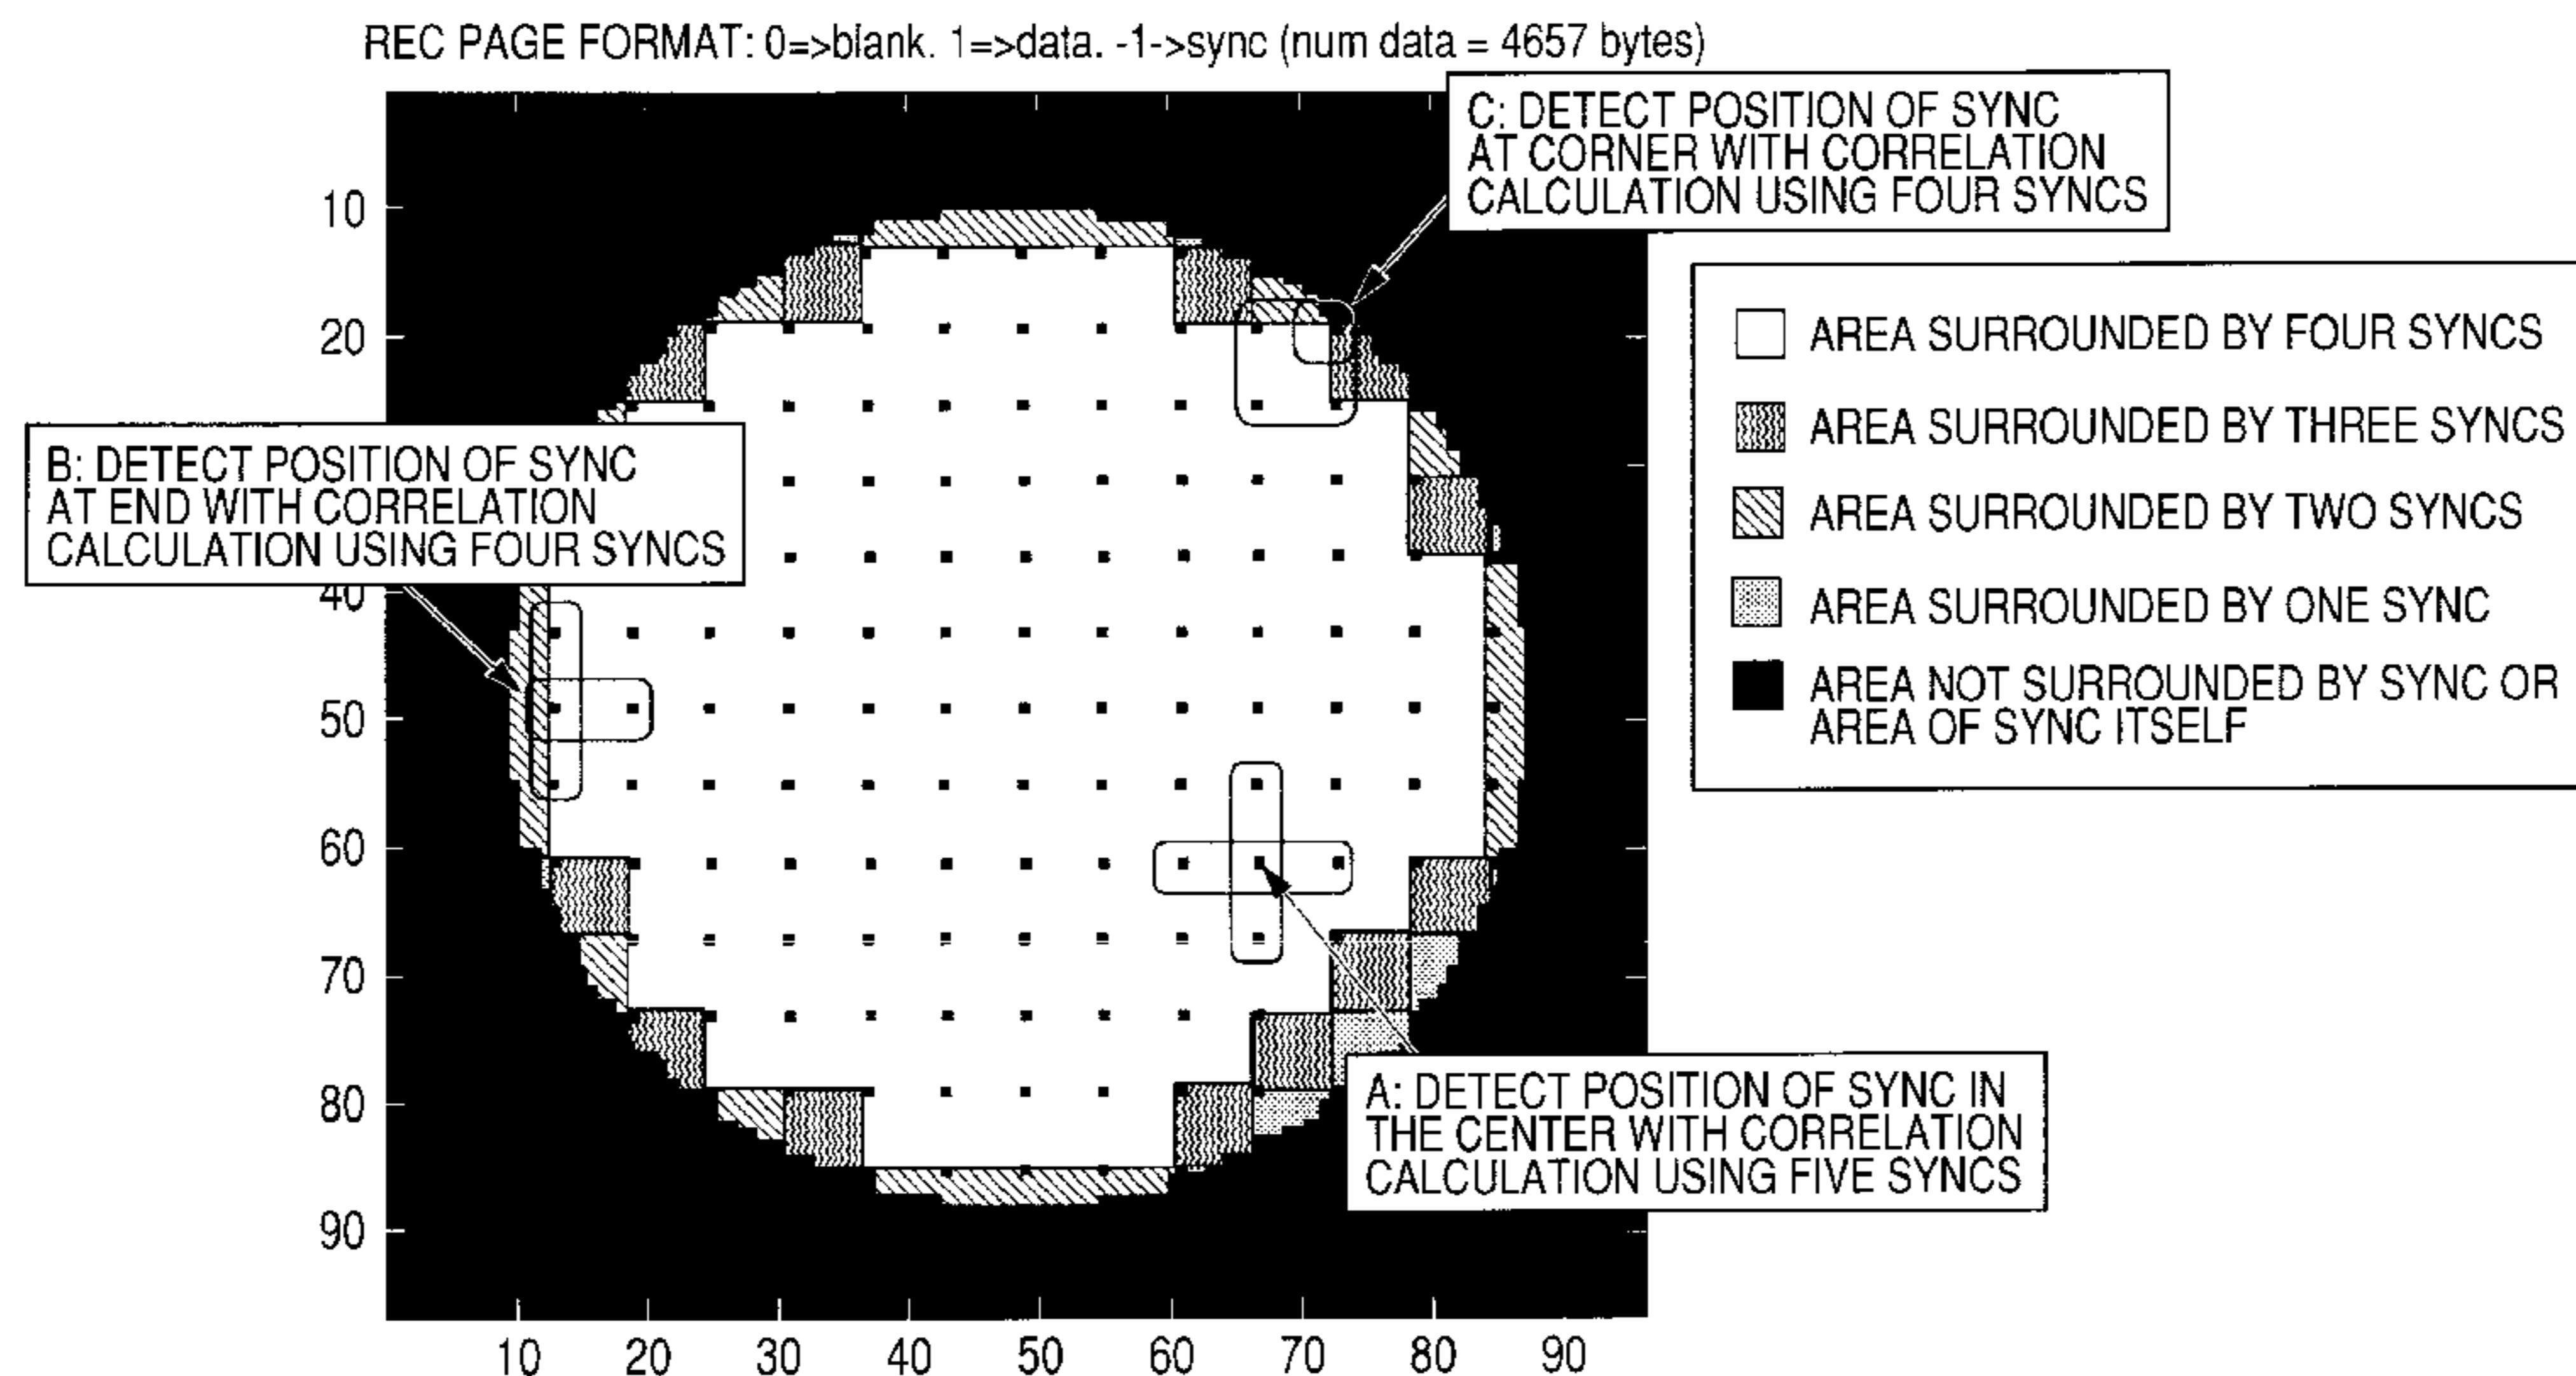 REC PAGE FORMAT: 0=>blank. 1=>data. -1->sync (num data = 4657 bytes)
C: DETECT POSITION OF SYNC
AT CORNER WITH CORRELATION
CALCULATION USING FOUR SYNCS
AREA SURROUNDED BY FOUR SYNCS
AREA SURROUNDED BY THREE SYNCS
AREA SURROUNDED BY TWO SYNCS
AREA SURROUNDED BY ONE SYNC
AREA NOT SURROUNDED BY SYNC OR
AREA OF SYNC ITSELF
B: DETECT POSITION OF SYNC
AT END WITH CORRELATION
CALCULATION USING FOUR SYNCS
A: DETECT POSITION OF SYNC IN
THE CENTER WITH CORRELATION
CALCULATION USING FIVE SYNCS
10
20
40
50
60
70
80
90
10 20 30 40 50 60 70 80 90